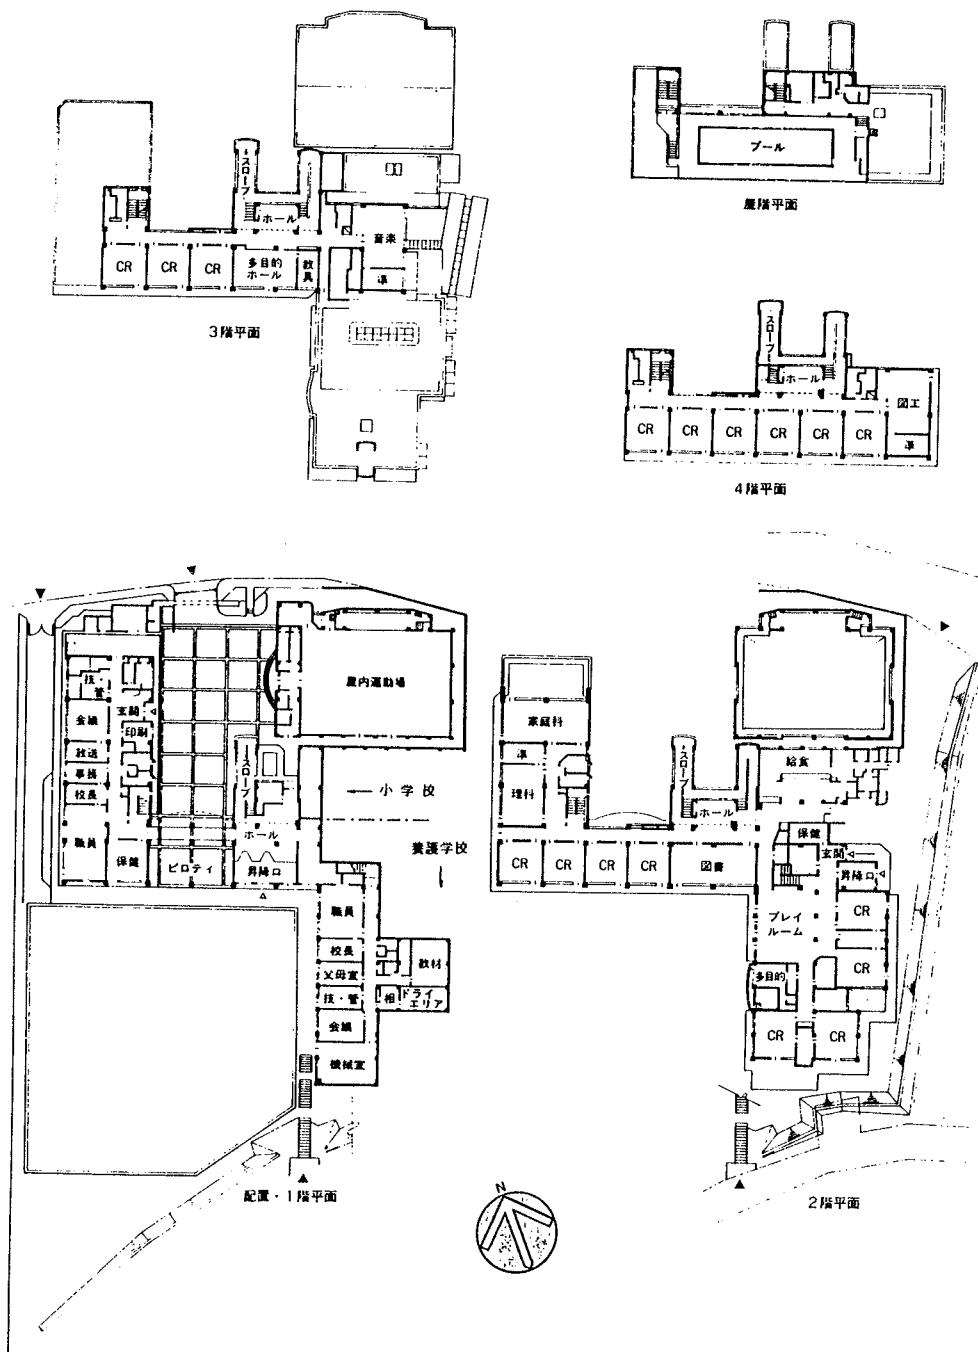 スロープ
ホール
音楽
CR
CR
CR
多目的
ホール
教具
準
3階平面
プール
屋階平面
スロープ
ホール
図工
CR
CR
CR
CR
CR
CR
準
4階平面
技・管
会議
放送
事務
校長
職員
玄関
印刷
保健
ピロティ
スロープ
ホール
昇降口
屋内運動場
小学校
養護学校
職員
校長
父母室
技・管
会議
機械室
教材
相
ドライ
エリア
配置・1階平面
N
家庭科
準
理科
CR
CR
CR
CR
図書
スロープ
ホール
給食
保健
玄関
昇降口
プレイ
ルーム
CR
CR
多目的
CR
CR
2階平面